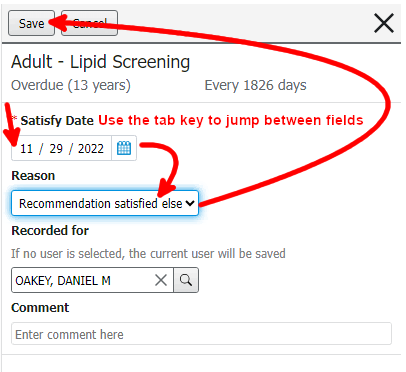 Save Cancel
Adult - Lipid Screening
Overdue (13 years) Every 1826 days
* Satisfy Date Use the tab key to jump between fields
11 / 29 / 2022
Reason
Recommendation satisfied else
Recorded for
If no user is selected, the current user will be saved
OAKEY, DANIEL M
Comment
Enter comment here